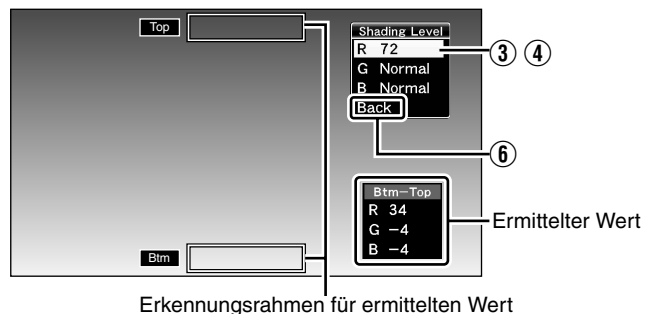 Top
Shading Level
R 72
G Normal
B Normal
Back
③ ④
⑥
Btm−Top
R 34
G −4
B −4
Ermittelter Wert
Btm
Erkennungsrahmen für ermittelten Wert